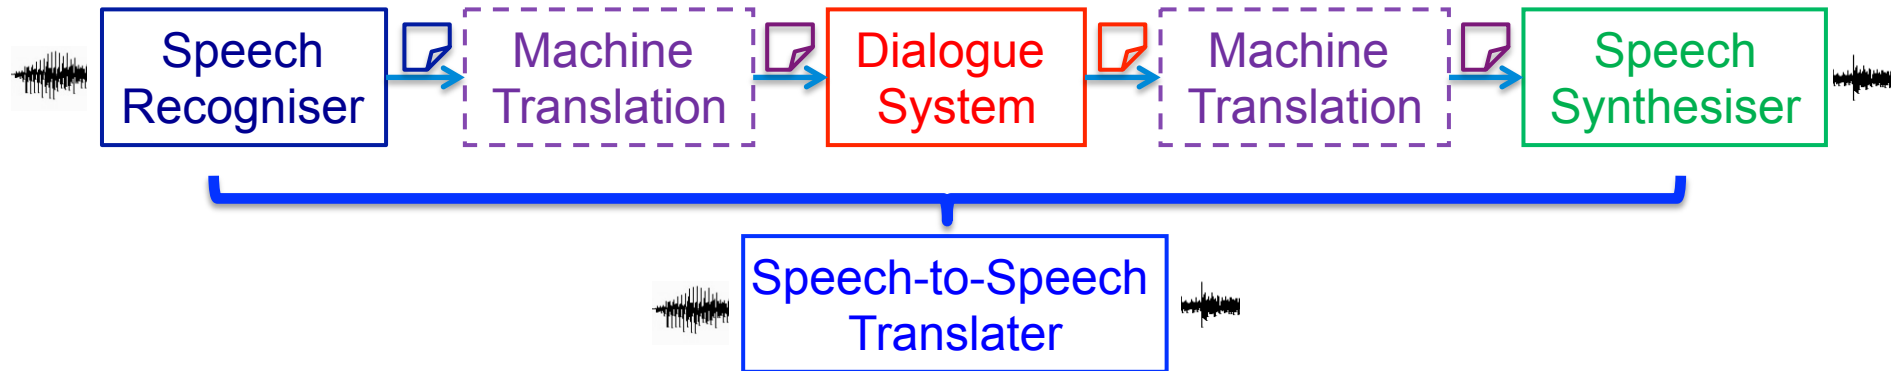 Speech
Recogniser
Machine
Translation
Dialogue
System
Machine
Translation
Speech
Synthesiser
Speech-to-Speech
Translater